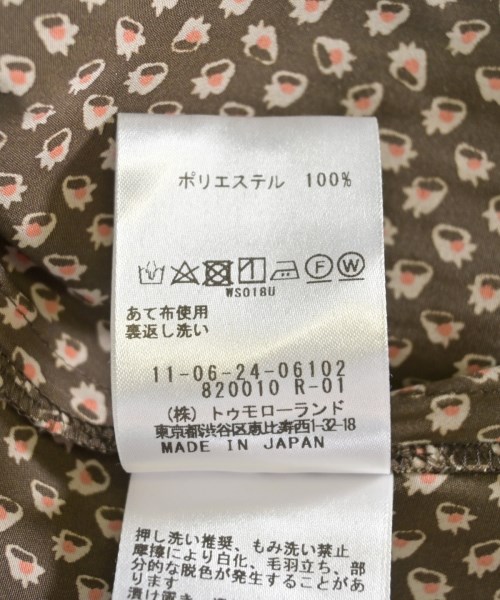 ポリエステル 100%
F W
WS018U
あて布使用
裏返し洗い
11-06-24-06102
820010 R-01
(株) トゥモローランド
東京都渋谷区恵比寿西1-32-18
MADE IN JAPAN
押し洗い推奨、もみ洗い禁止
摩擦により白化、毛羽立ち、部
分的な脱色が発生することがあ
ります
漬け置き